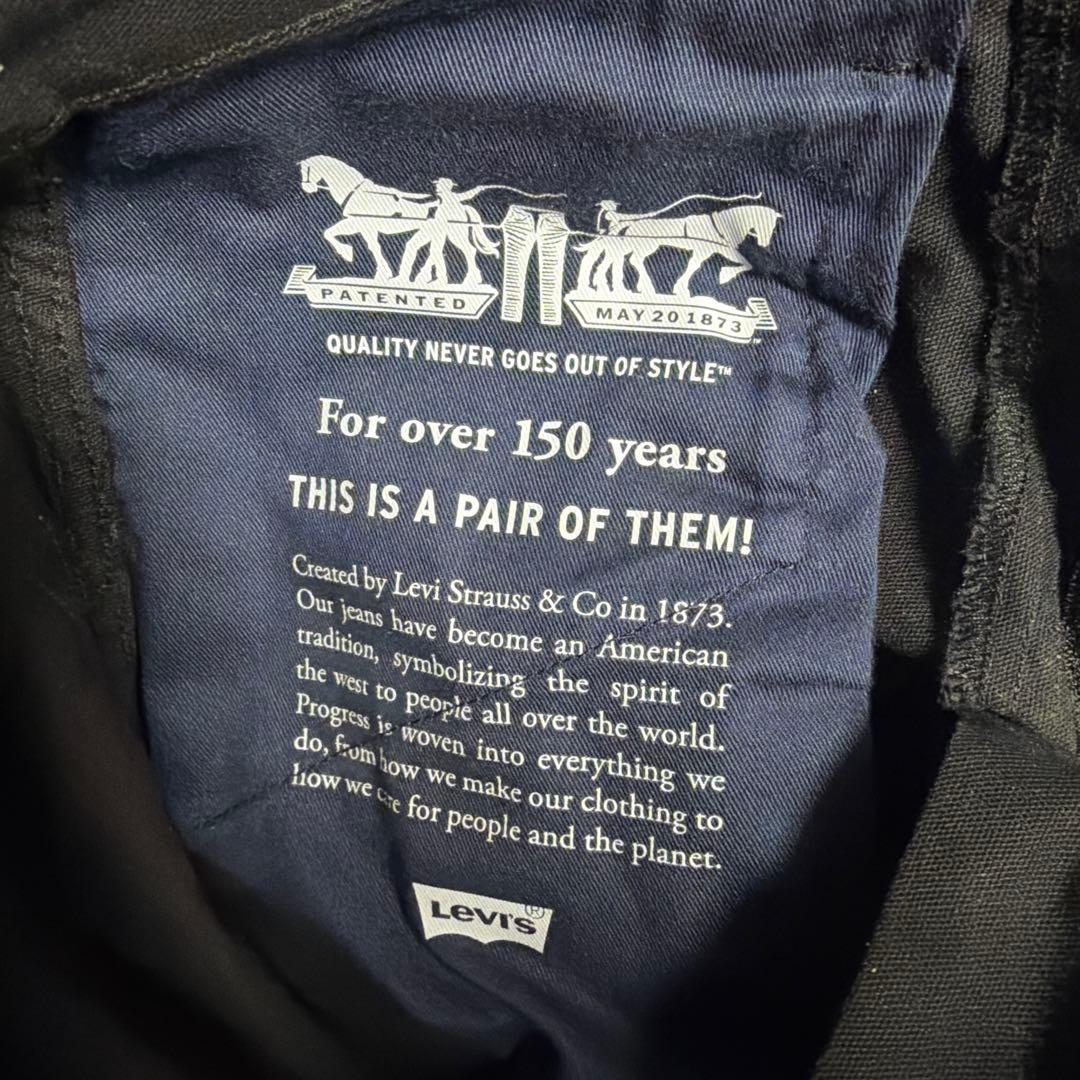 PATENTED
MAY 20 1873
QUALITY NEVER GOES OUT OF STYLE™
For over 150 years
THIS IS A PAIR OF THEM!
Created by Levi Strauss & Co in 1873.
Our jeans have become an American
tradition, symbolizing the spirit of
the west to people all over the world.
Progress is woven into everything we
do, from how we make our clothing to
how we care for people and the planet.
Levi's®